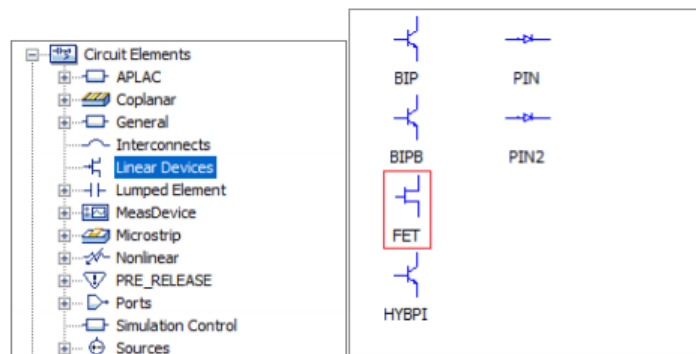 Circuit Elements
APLAC
Coplanar
General
Interconnects
Linear Devices
Lumped Element
MeasDevice
Microstrip
Nonlinear
PRE_RELEASE
Ports
Simulation Control
Sources
BIP PIN
BIPB PIN2
FET
HYBPI